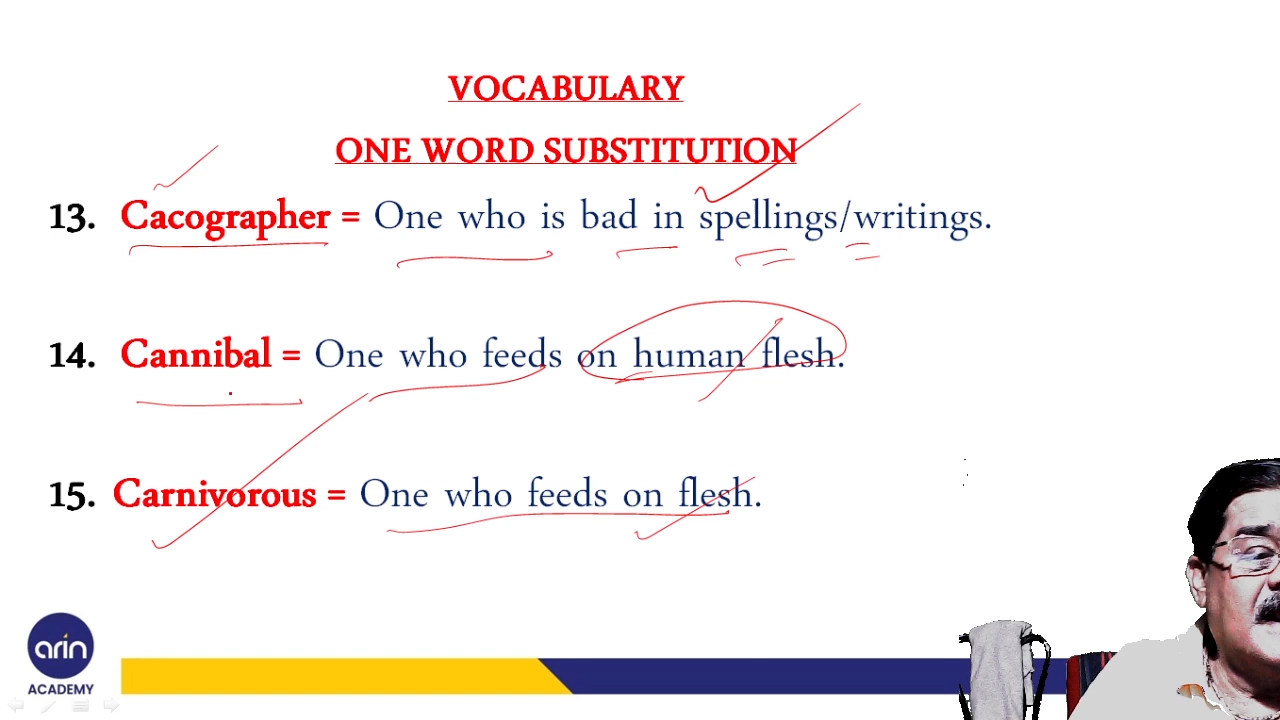 VOCABULARY
ONE WORD SUBSTITUTION
13. Cacographer = One who is bad in spellings/writings.
14. Cannibal = One who feeds on human flesh.
15. Carnivorous = One who feeds on flesh.
arin
ACADEMY